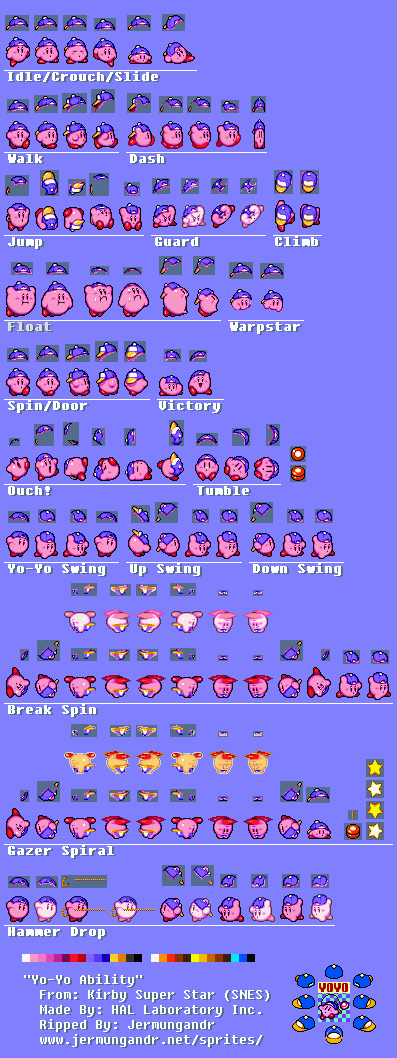 Idle/Crouch/Slide
Walk
Dash
Jump
Guard
Climb
Float
Warpstar
Spin/Door
Victory
Ouch!
Tumble
Yo-Yo Swing
Up Swing
Down Swing
Break Spin
Gazer Spiral
Hammer Drop
"Yo-Yo Ability"
From: Kirby Super Star (SNES)
Made By: HAL Laboratory Inc.
Ripped By: Jermungandr
www.jermungandr.net/sprites/
YOYO